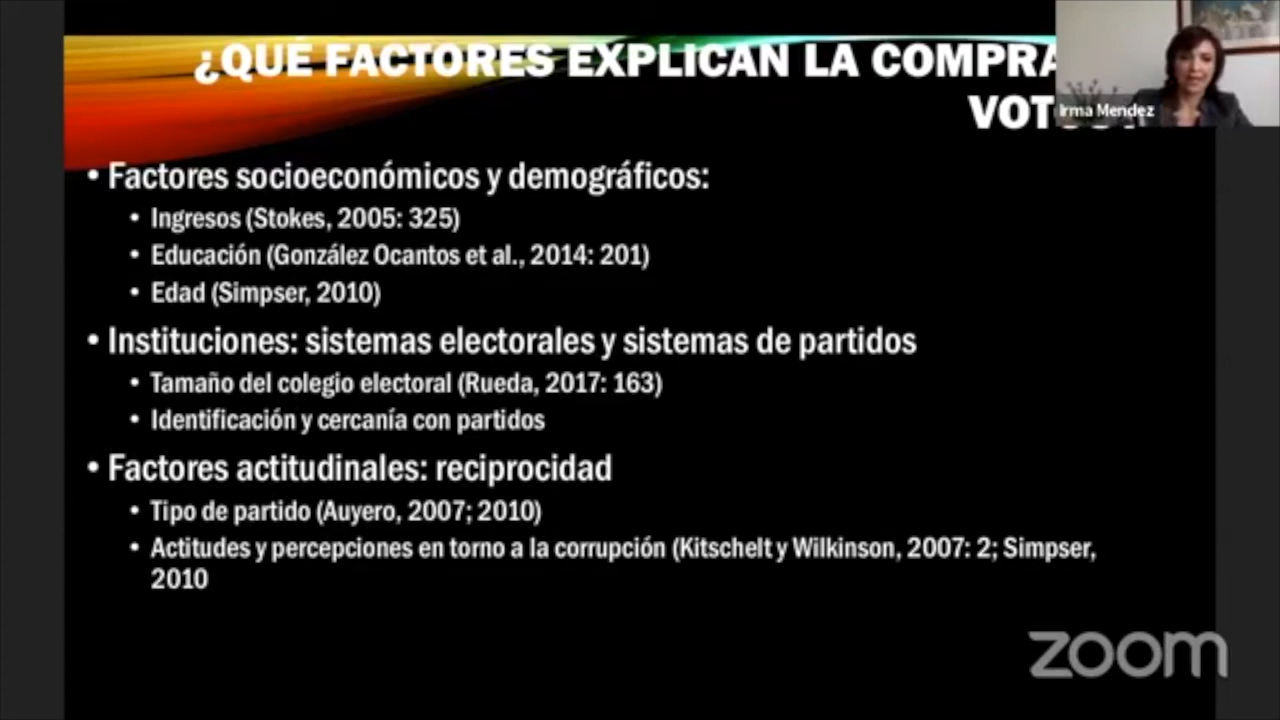 ¿QUÉ FACTORES EXPLICAN LA COMPRA
Irma Mendez
• Factores socioeconómicos y demográficos:
• Ingresos (Stokes, 2005: 325)
• Educación (González Ocantos et al., 2014: 201)
• Edad (Simpser, 2010)
• Instituciones: sistemas electorales y sistemas de partidos
• Tamaño del colegio electoral (Rueda, 2017: 163)
• Identificación y cercanía con partidos
• Factores actitudinales: reciprocidad
• Tipo de partido (Auyero, 2007; 2010)
• Actitudes y percepciones en torno a la corrupción (Kitschelt y Wilkinson, 2007: 2; Simpser,
2010
zoom